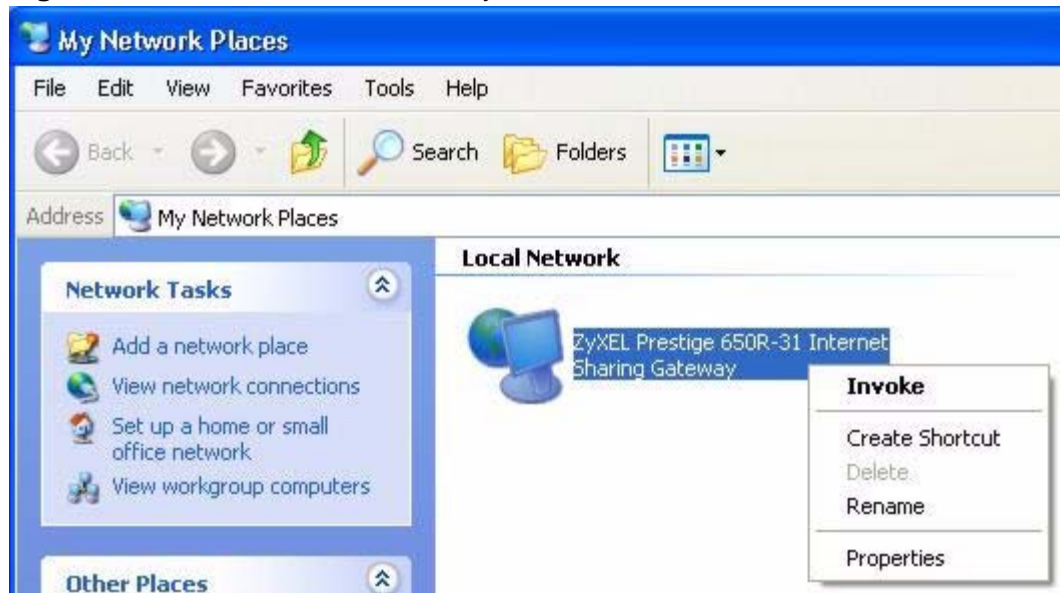 My Network Places
File Edit View Favorites Tools Help
Back Search Folders
Address My Network Places
Network Tasks
Add a network place
View network connections
Set up a home or small
office network
View workgroup computers
Other Places
Local Network
ZyXEL Prestige 650R-31 Internet
Sharing Gateway
Invoke
Create Shortcut
Delete
Rename
Properties